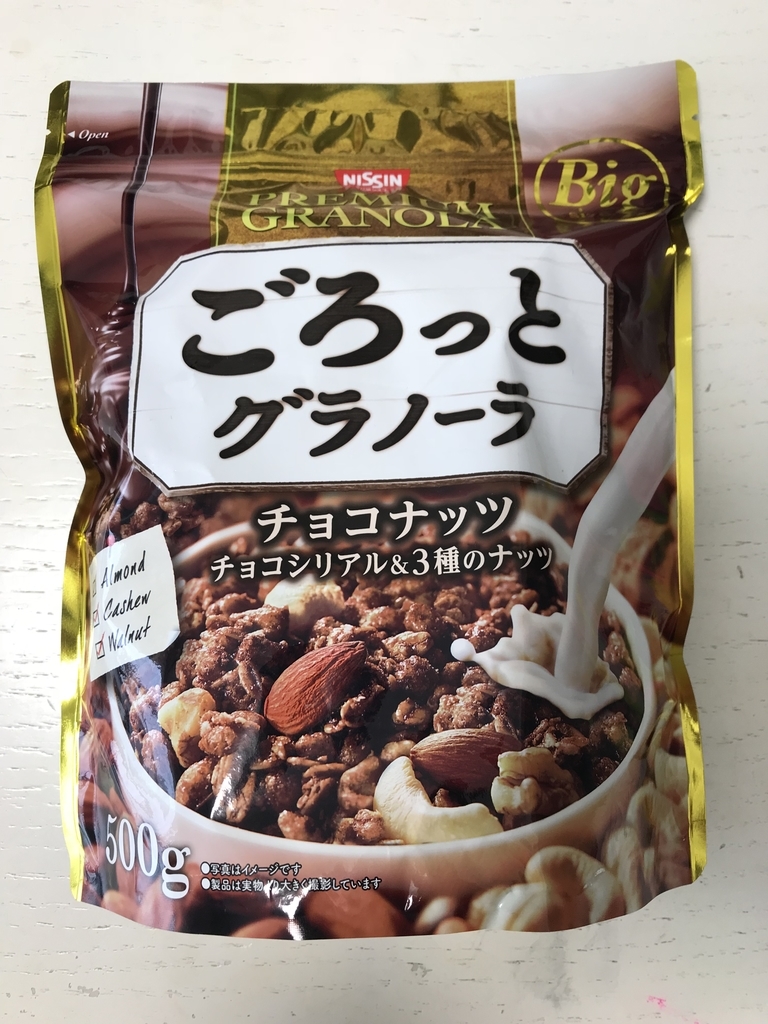 Open
Big
NISSIN
PREMIUM
GRANOLA
ごろっと
グラノーラ
チョコナッツ
チョコシリアル&3種のナッツ
Almond
Cashew
Walnut
500g
●写真はイメージです
●製品は実物より大きく撮影しています